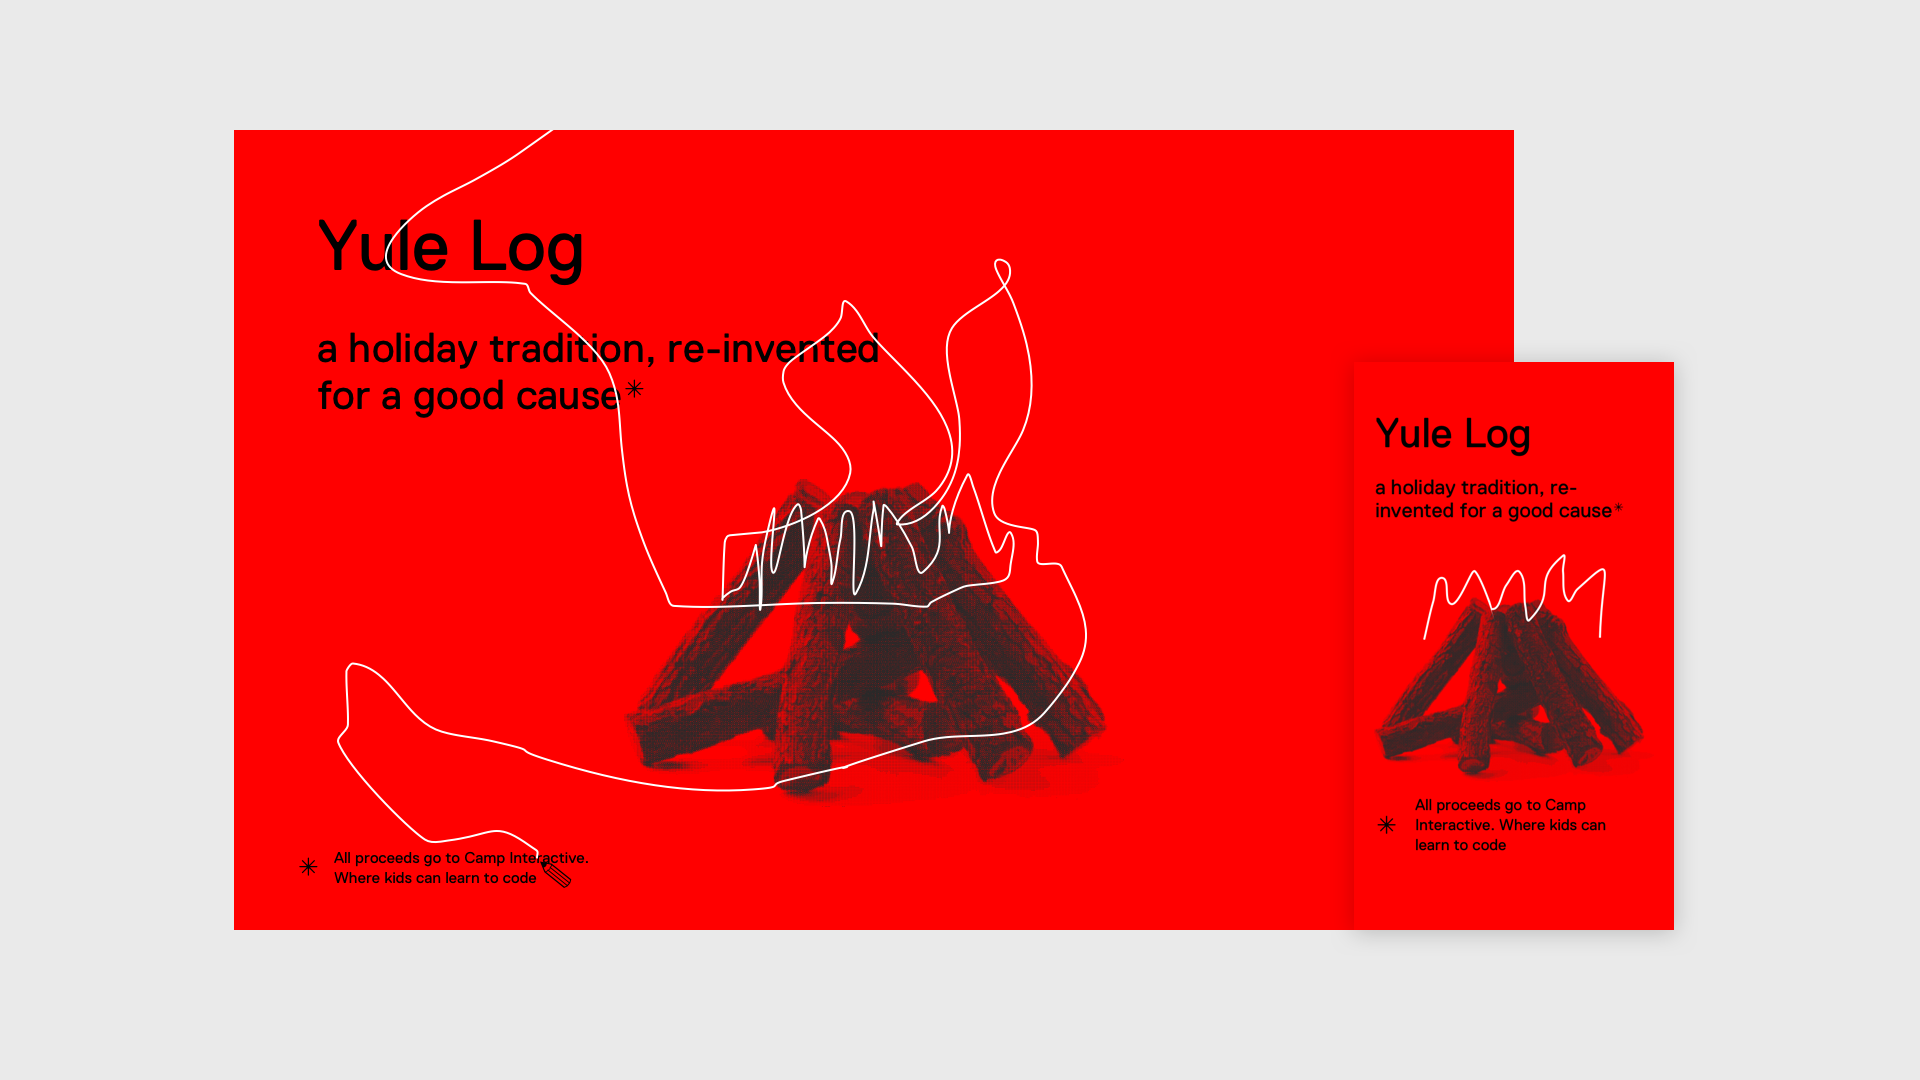 Yule Log
a holiday tradition, re-invented
for a good cause*
All proceeds go to Camp Interactive.
Where kids can learn to code
Yule Log
a holiday tradition, re-
invented for a good cause*
* All proceeds go to Camp
Interactive. Where kids can
learn to code